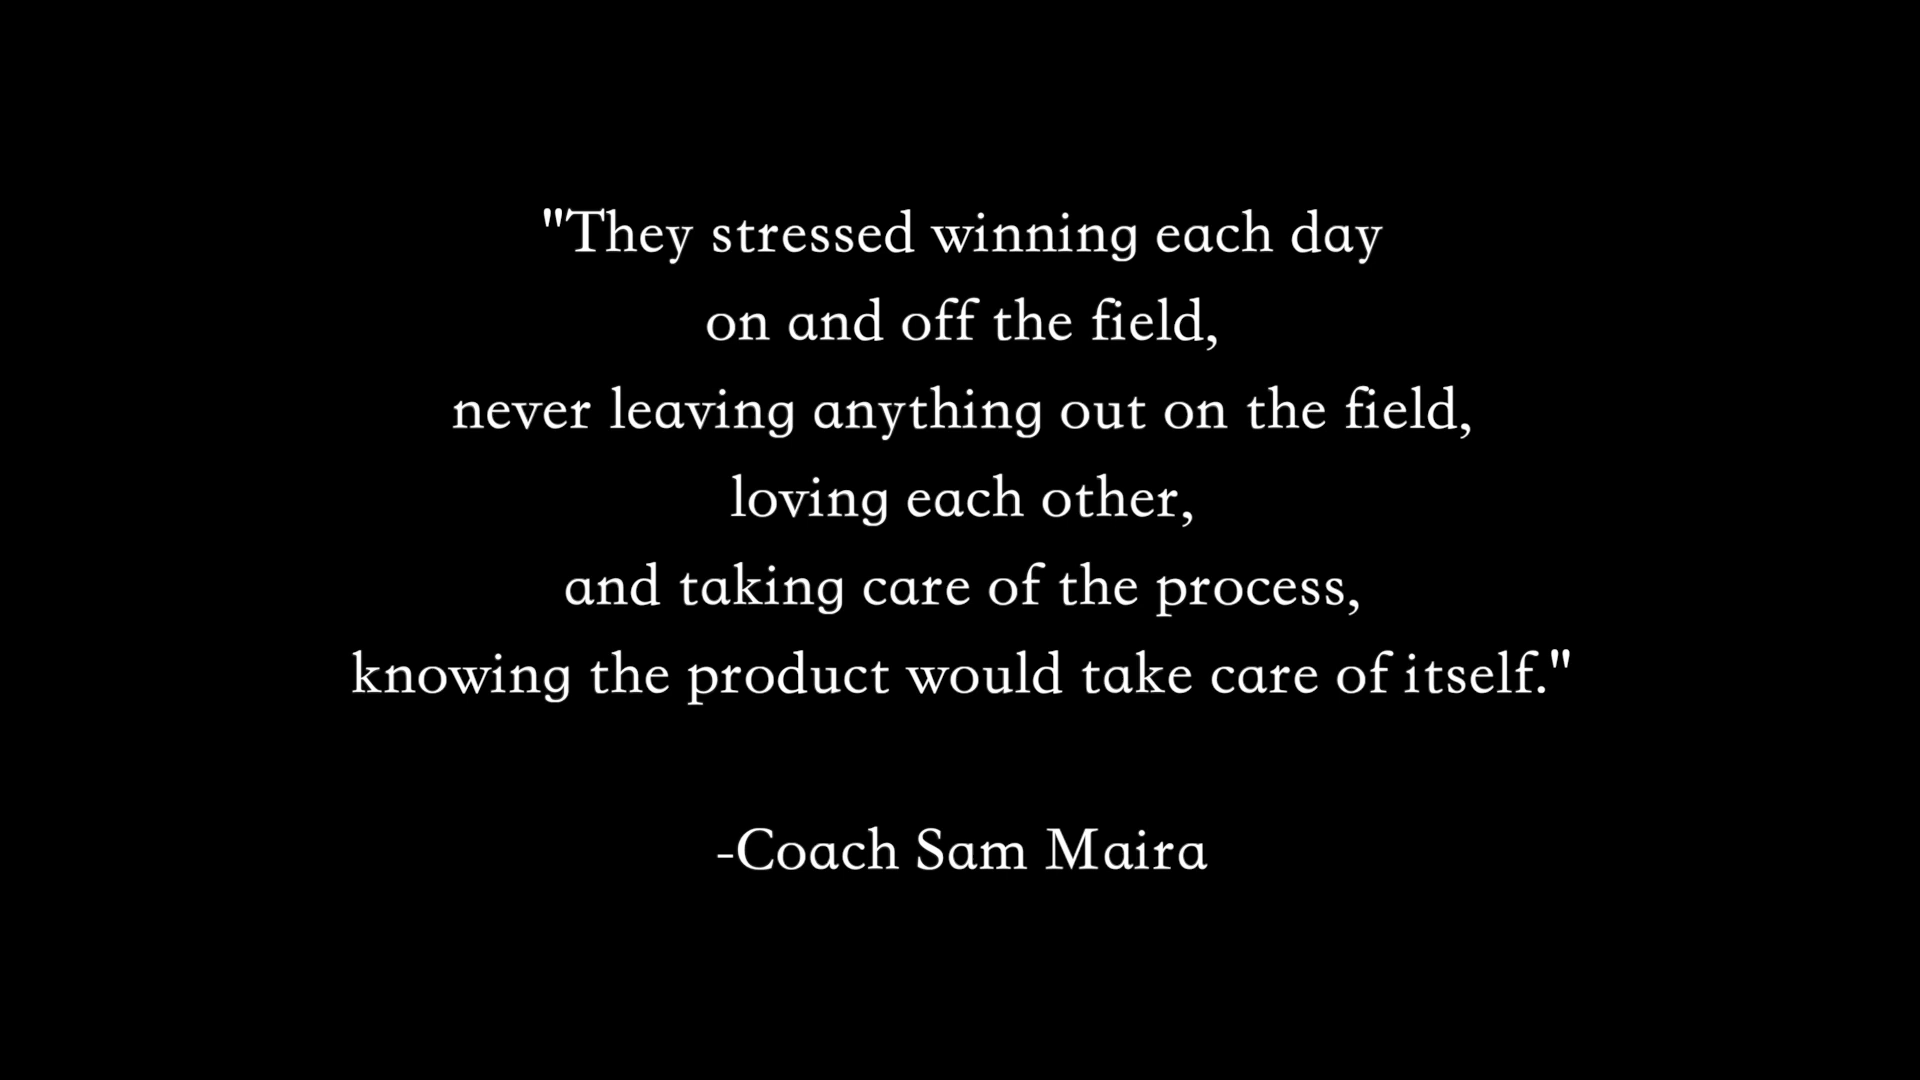 "They stressed winning each day
on and off the field,
never leaving anything out on the field,
loving each other,
and taking care of the process,
knowing the product would take care of itself."
-Coach Sam Maira